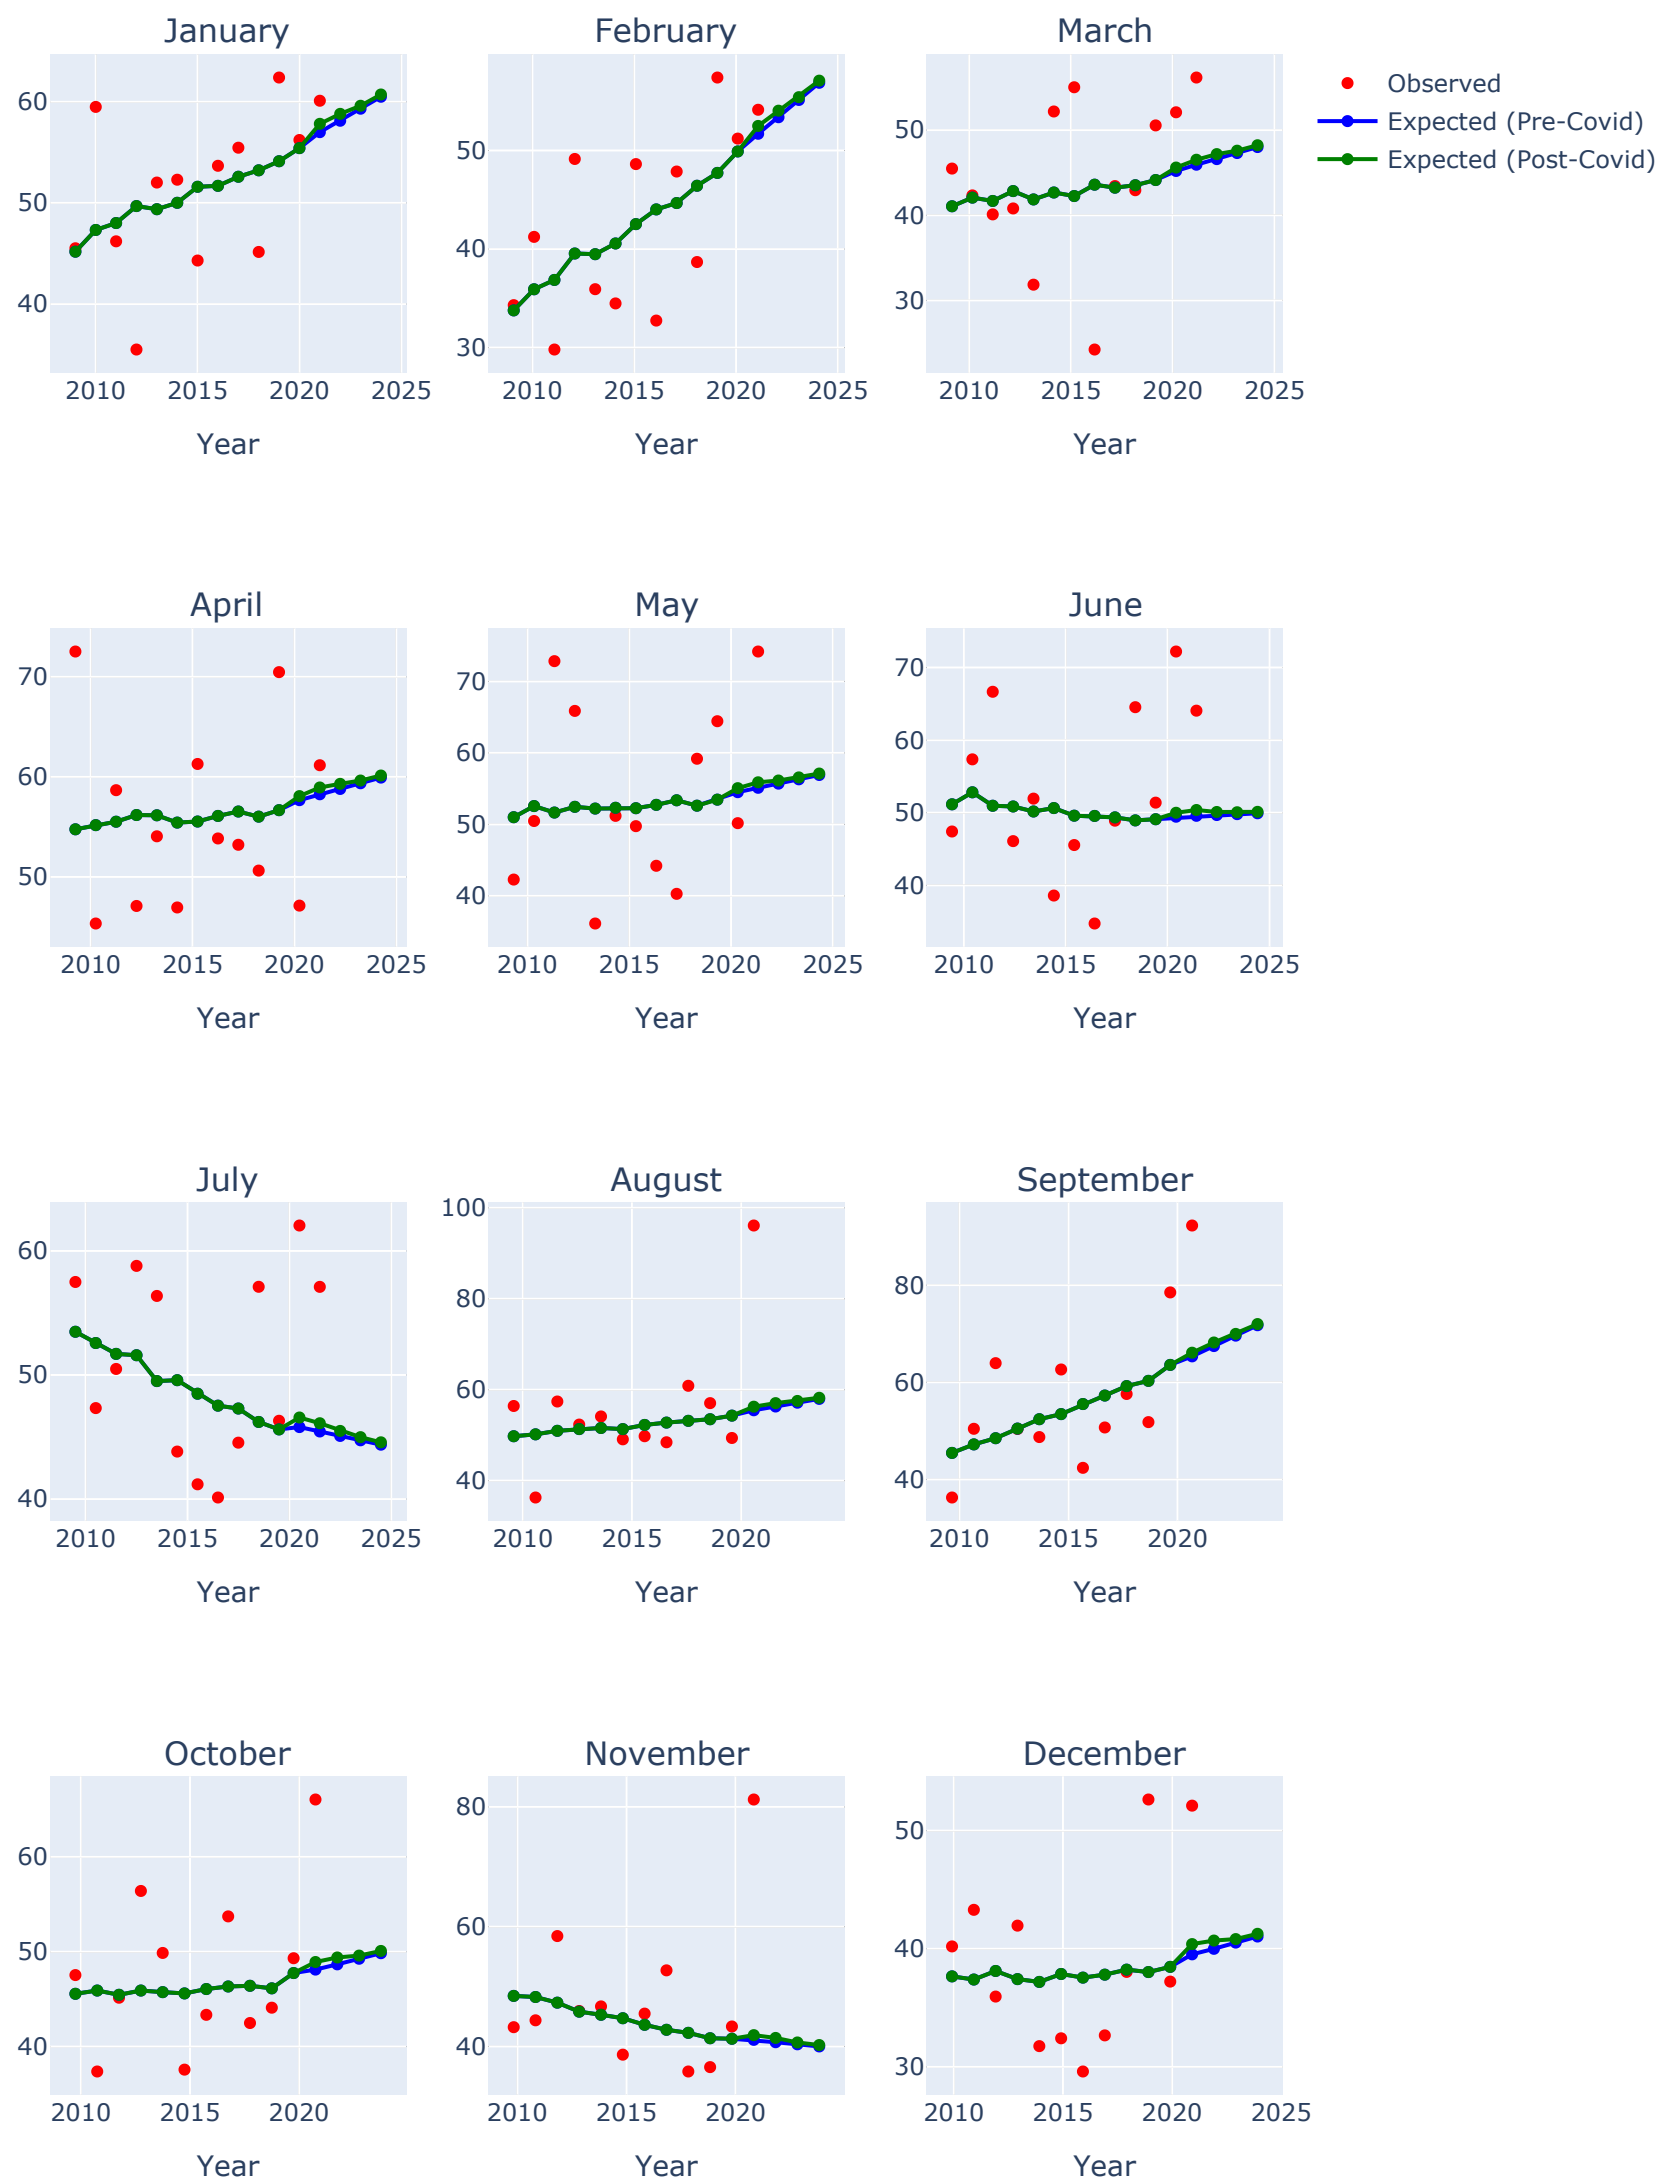 January February March
60
50
40
2010 2015 2020 2025
Year
50
40
30
2010 2015 2020 2025
Year
50
40
30
2010 2015 2020 2025
Year
Observed
Expected (Pre-Covid)
Expected (Post-Covid)
April May June
70
60
50
2010 2015 2020 2025
Year
70
60
50
40
2010 2015 2020 2025
Year
70
60
50
40
2010 2015 2020 2025
Year
July August September
60
50
40
2010 2015 2020 2025
Year
100
80
60
40
2010 2015 2020
Year
80
60
40
2010 2015 2020
Year
October November December
60
50
40
2010 2015 2020
Year
80
60
40
2010 2015 2020
Year
50
40
30
2010 2015 2020 2025
Year